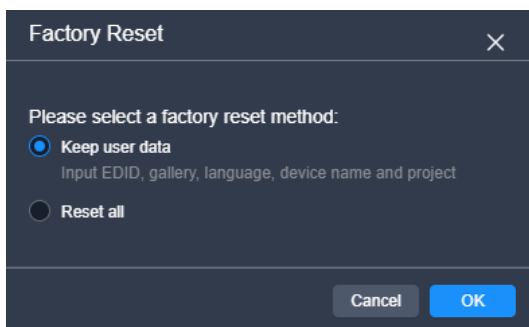 Factory Reset
Please select a factory reset method:
Keep user data
Input EDID, gallery, language, device name and project
Reset all
Cancel OK